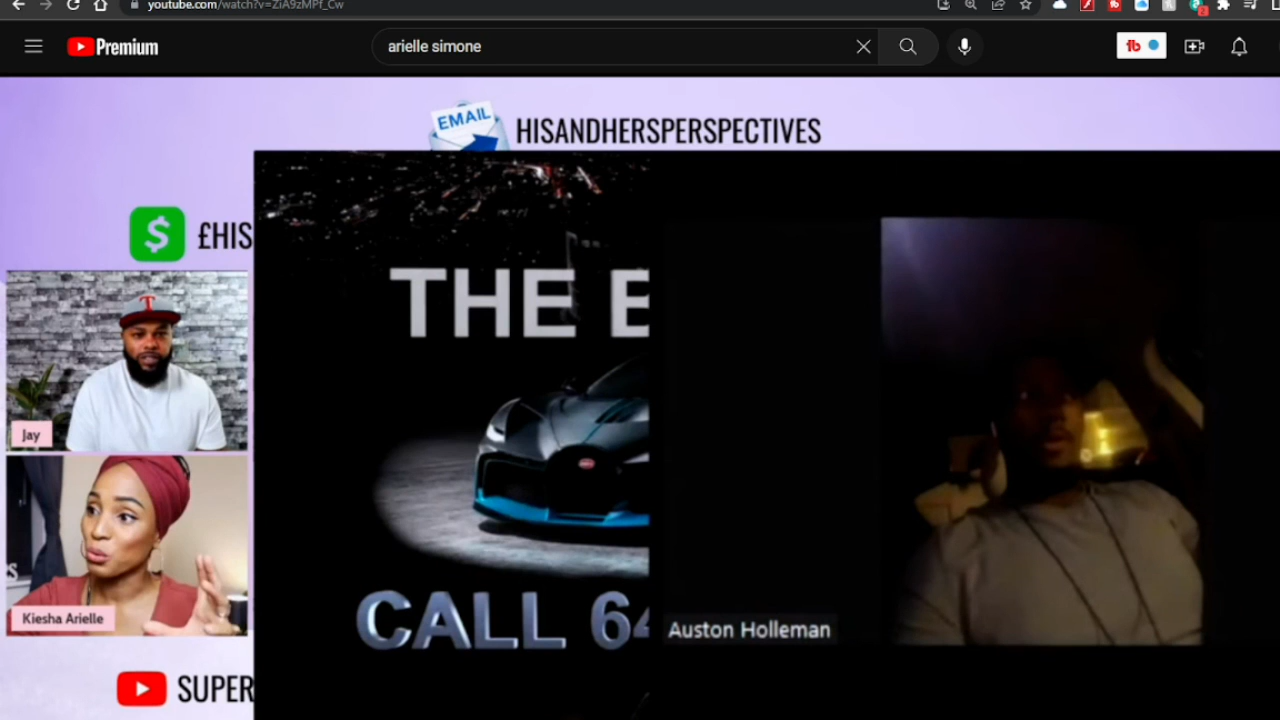 youtube.com/watch?v=ZiA9zMPf_Cw
Premium
arielle simone
EMAIL
HISANDHERSPERSPECTIVES
$ £HIS
THE
T
Jay
Kiesha Arielle
CALL 64
Auston Holleman
SUPER